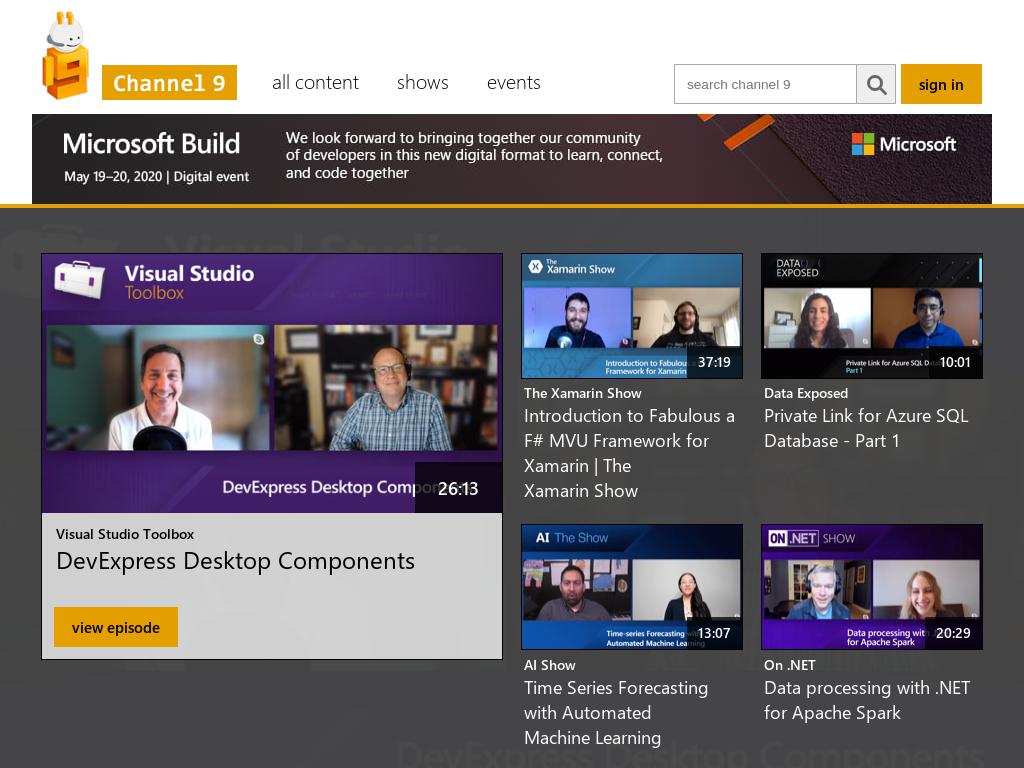 Channel 9
all content
shows
events
search channel 9
sign in
Microsoft Build
May 19–20, 2020 | Digital event
We look forward to bringing together our community
of developers in this new digital format to learn, connect,
and code together
Microsoft
Visual Studio
Toolbox
DevExpress Desktop
26:13
Visual Studio Toolbox
DevExpress Desktop Components
view episode
The
Xamarin Show
Introduction to Fabulous
Framework for Xamarin
37:19
The Xamarin Show
Introduction to Fabulous a
F# MVU Framework for
Xamarin | The
Xamarin Show
DATA
EXPOSED
Private Link for Azure SQL
Part 1
10:01
Data Exposed
Private Link for Azure SQL
Database - Part 1
AI The Show
Time-series Forecasting with
Automated Machine Learning
13:07
AI Show
Time Series Forecasting
with Automated
Machine Learning
ON .NET SHOW
Data processing with
for Apache Spark
20:29
On .NET
Data processing with .NET
for Apache Spark
DevExpress Desktop Components